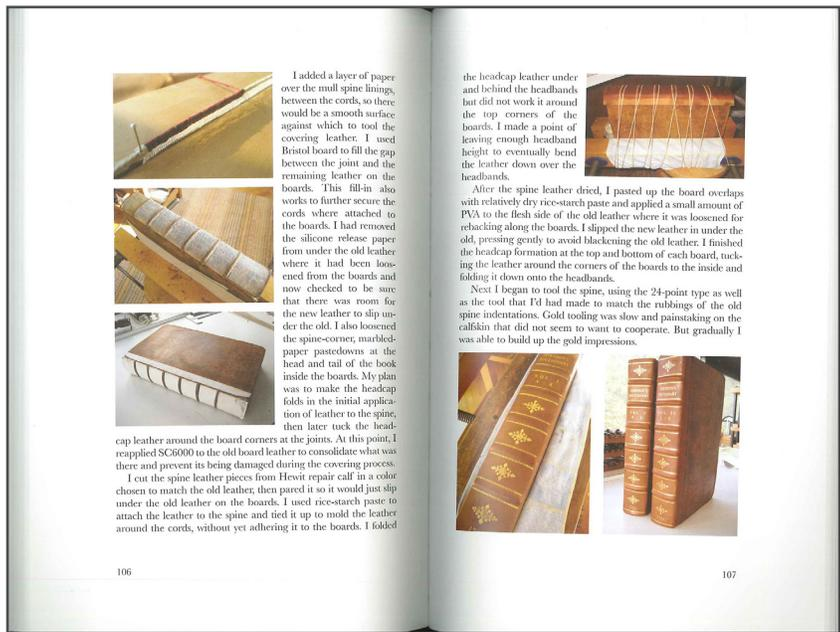 I added a layer of paper
over the mull spine linings,
between the cords, so there
would be a smooth surface
against which to tool the
covering leather. I used
Bristol board to fill the gap
between the joint and the
remaining leather on the
boards. This fill-in also
works to further secure the
cords where attached to
the boards. I had removed
the silicone release paper
from under the old leather
where it had been loos-
ened from the boards and
now checked to be sure
that there was room for
the new leather to slip un-
der the old. I also loosened
the spine-corner, marbled-
paper pastedowns at the
head and tail of the book
inside the boards. My plan
was to make the headcap
folds in the initial applica-
tion of leather to the spine,
then later tuck the head-
cap leather around the board corners at the joints. At this point, I
reapplied SC6000 to the old board leather to consolidate what was
there and prevent its being damaged during the covering process.
I cut the spine leather pieces from Hewit repair calf in a color
chosen to match the old leather, then pared it so it would just slip
under the old leather on the boards. I used rice-starch paste to
attach the leather to the spine and tied it up to mold the leather
around the cords, without yet adhering it to the boards. I folded
106
the headcap leather under
and behind the headbands
but did not work it around
the top corners of the
boards. I made a point of
leaving enough headband
height to eventually bend
the leather down over the
headbands.
After the spine leather dried, I pasted up the board overlaps
with relatively dry rice-starch paste and applied a small amount of
PVA to the flesh side of the old leather where it was loosened for
rebacking along the boards. I slipped the new leather in under the
old, pressing gently to avoid blackening the old leather. I finished
the headcap formation at the top and bottom of each board, tuck-
ing the leather around the corners of the boards to the inside and
folding it down onto the headbands.
Next I began to tool the spine, using the 24-point type as well
as the tool that I'd had made to match the rubbings of the old
spine indentations. Gold tooling was slow and painstaking on the
calfskin that did not seem to want to cooperate. But gradually I
was able to build up the gold impressions.
107